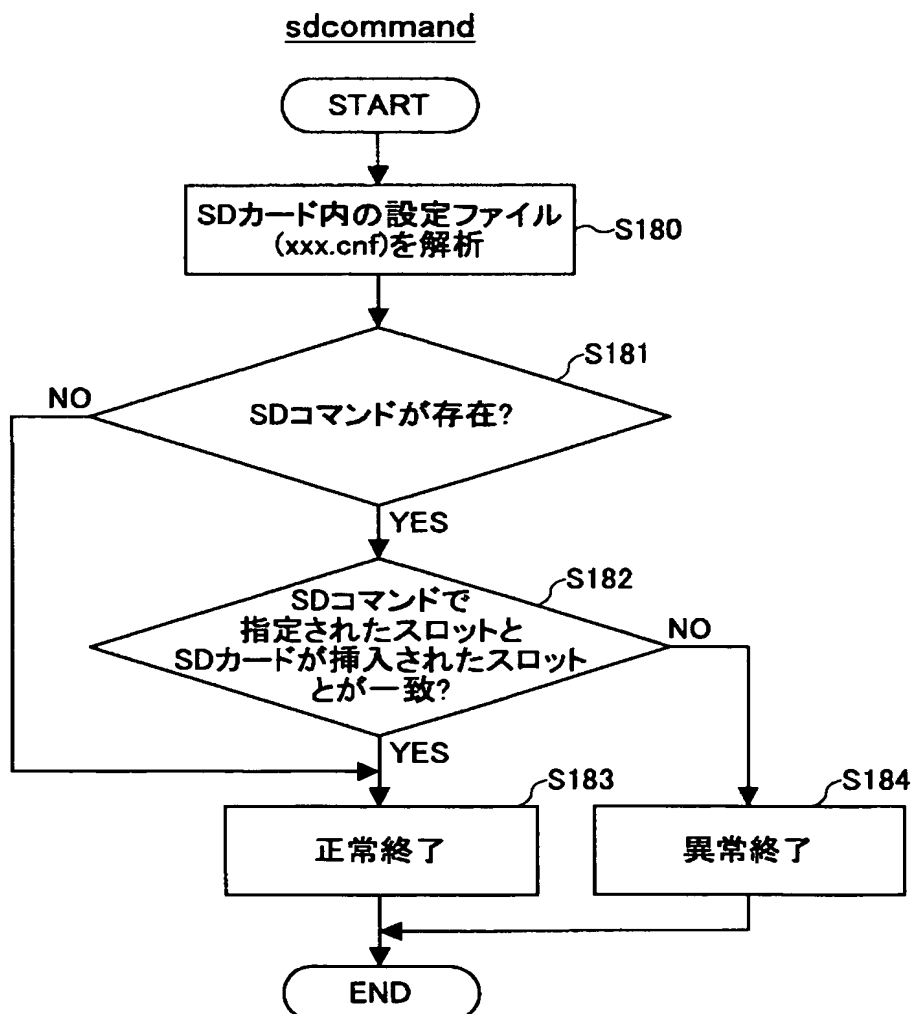 sdcommand
START
SDカード内の設定ファイル
(xxx.cnf)を解析
S180
S181
NO
SDコマンドが存在?
YES
S182
SDコマンドで
指定されたスロットと
SDカードが挿入されたスロット
とが一致?
NO
YES
S183
正常終了
S184
異常終了
END